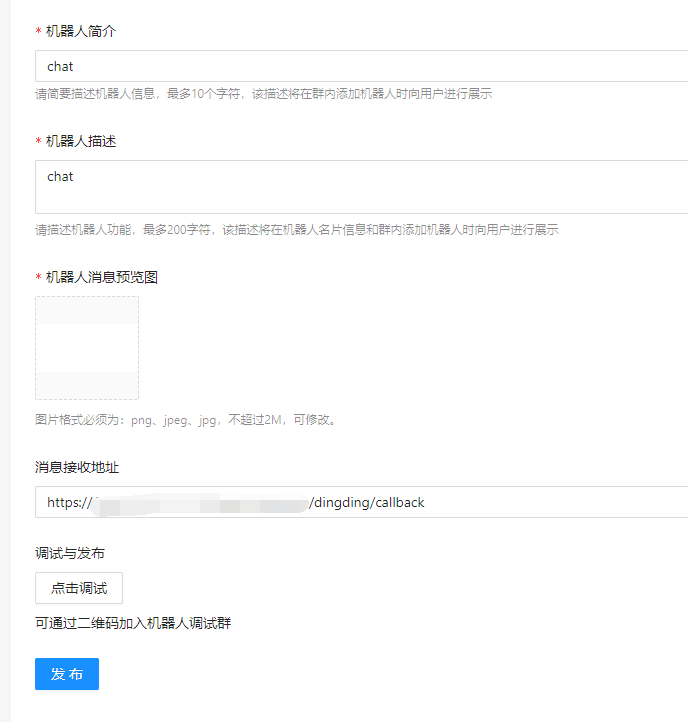 * 机器人简介
chat
请简要描述机器人信息，最多10个字符，该描述将在群内添加机器人时向用户进行展示
* 机器人描述
chat
请描述机器人功能，最多200字符，该描述将在机器人名片信息和群内添加机器人时向用户进行展示
* 机器人消息预览图
图片格式必须为：png、jpeg、jpg，不超过2M，可修改。
消息接收地址
https:// /dingding/callback
调试与发布
点击调试
可通过二维码加入机器人调试群
发 布